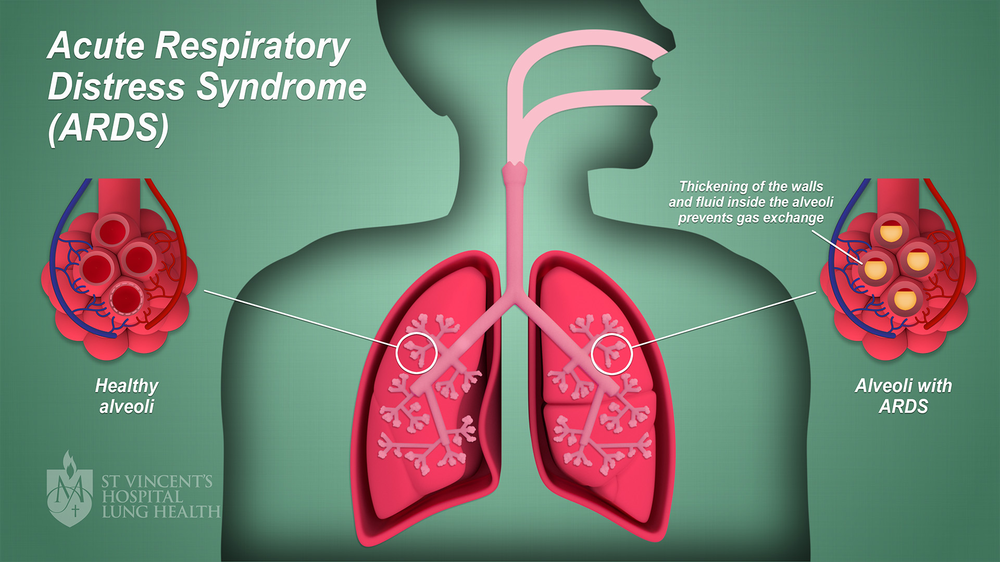 Acute Respiratory
Distress Syndrome
(ARDS)
Thickening of the walls
and fluid inside the alveoli
prevents gas exchange
Healthy
alveoli
Alveoli with
ARDS
ST VINCENT'S
HOSPITAL
LUNG HEALTH